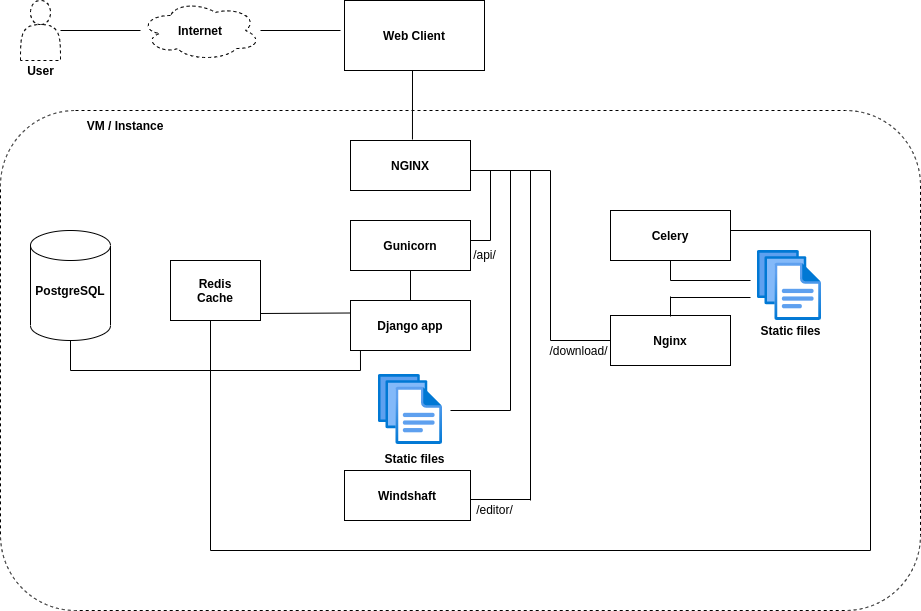 User
Internet
Web Client
VM / Instance
NGINX
Gunicorn
/api/
Celery
PostgreSQL
Redis
Cache
Django app
Static files
Nginx
/download/
Static files
Windshaft
/editor/